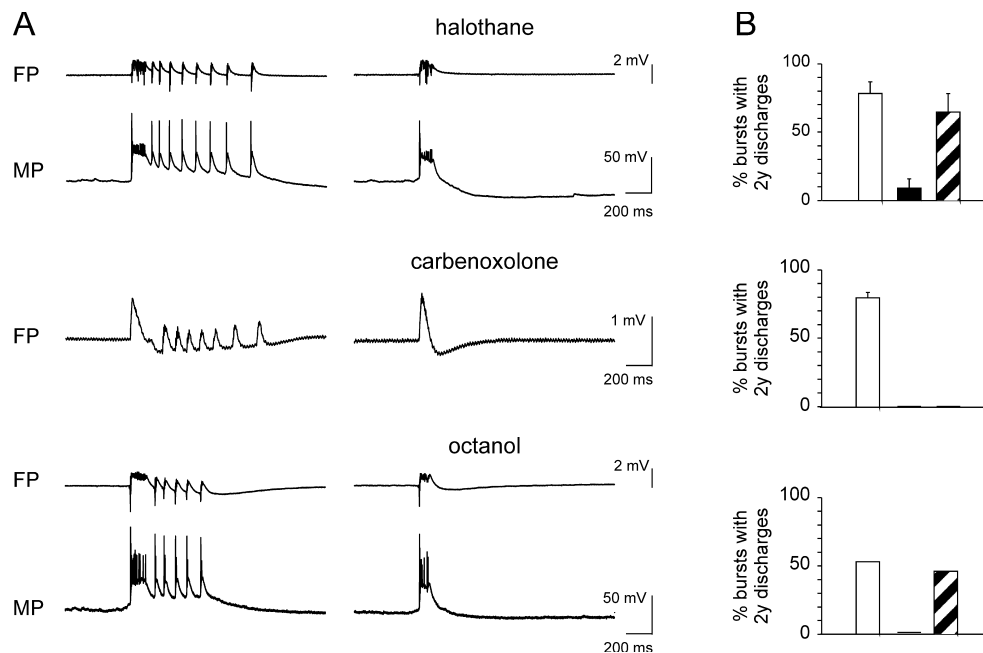 A
halothane
B
FP
2 mV
MP
50 mV
200 ms
100
50
0
% bursts with
2y discharges
carbenoxolone
FP
1 mV
200 ms
100
50
0
% bursts with
2y discharges
octanol
FP
2 mV
MP
50 mV
200 ms
100
50
0
% bursts with
2y discharges